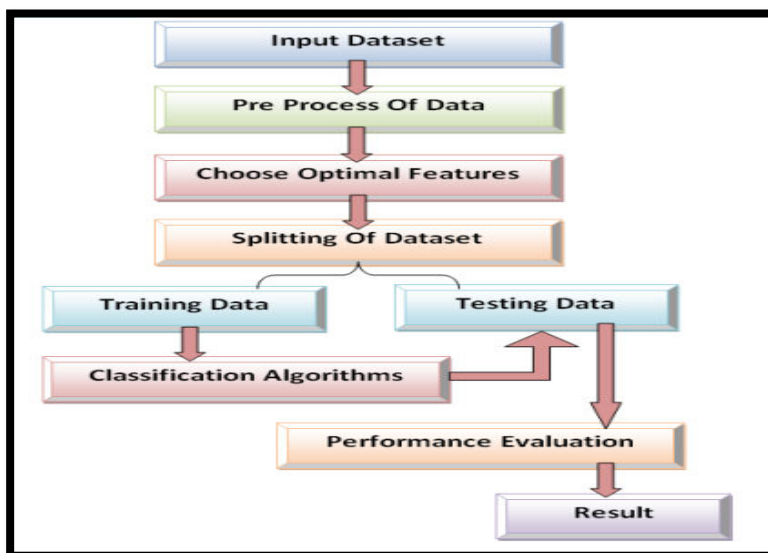 Input Dataset
Pre Process Of Data
Choose Optimal Features
Splitting Of Dataset
Training Data
Testing Data
Classification Algorithms
Performance Evaluation
Result